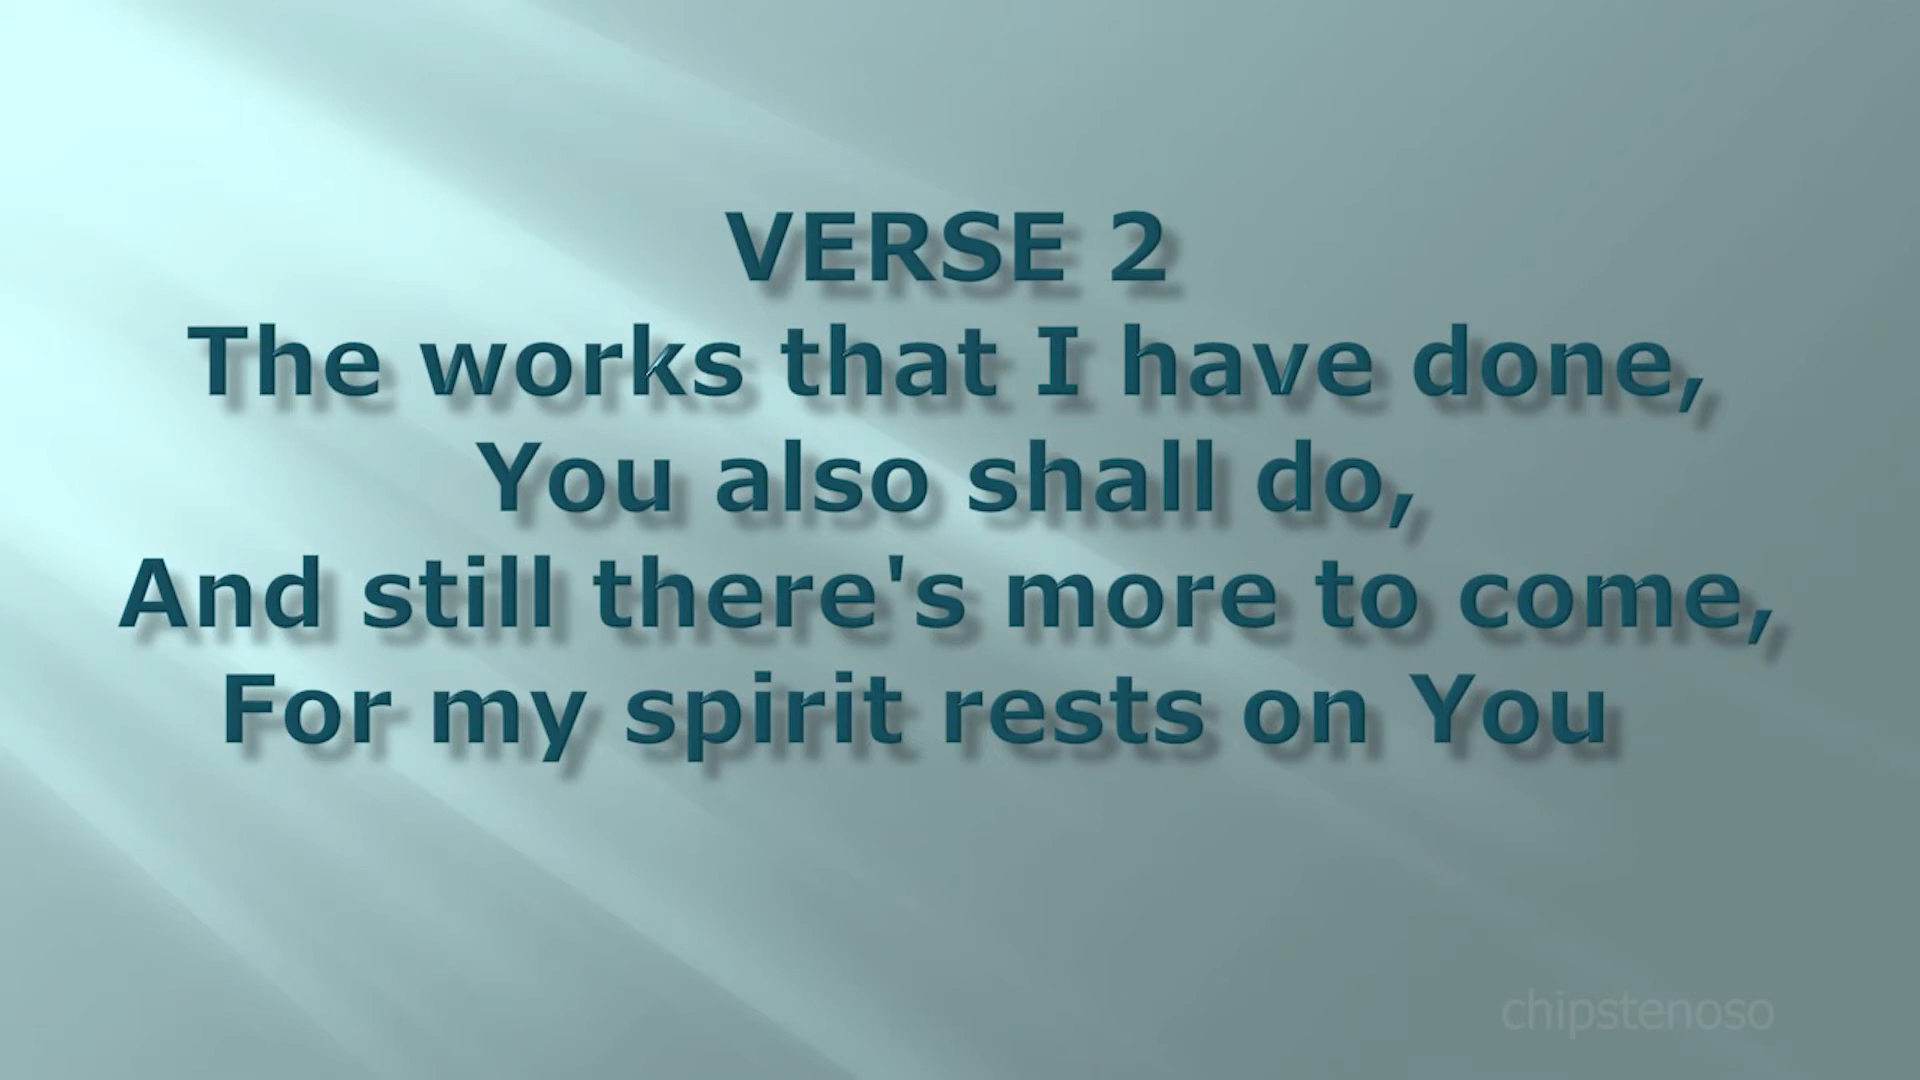 VERSE 2
The works that I have done,
You also shall do,
And still there's more to come,
For my spirit rests on You
chipstenoso